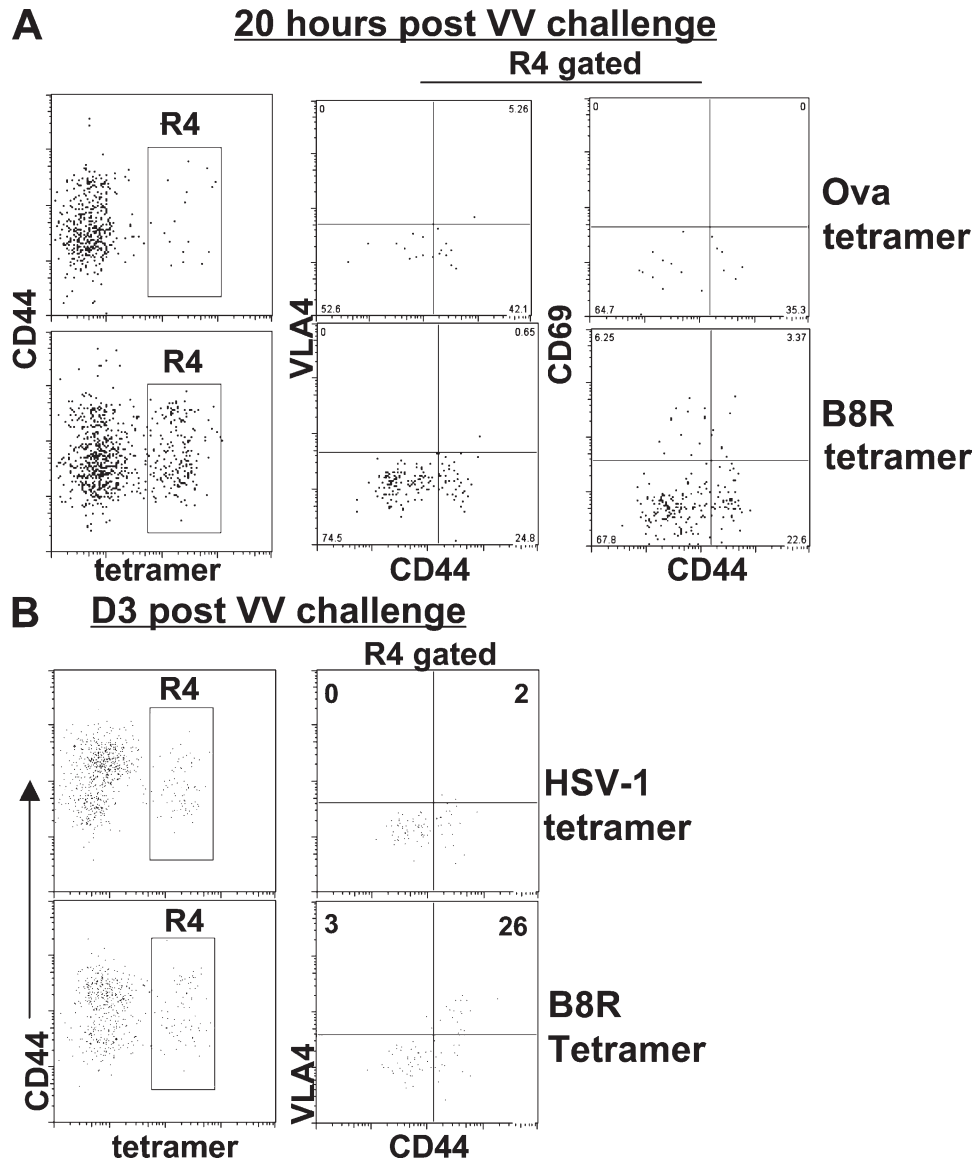 A 20 hours post VV challenge
R4 gated
R4
0 5.26
0 0
Ova
tetramer
CD44
VLA4
CD69
52.6 42.1
64.7 35.3
R4
0 0.65
6.25 3.37
B8R
tetramer
74.5 24.8
67.8 22.6
tetramer CD44 CD44
B D3 post VV challenge
R4 gated
R4
0 2
HSV-1
tetramer
R4
3 26
B8R
Tetramer
CD44
VLA4
tetramer CD44